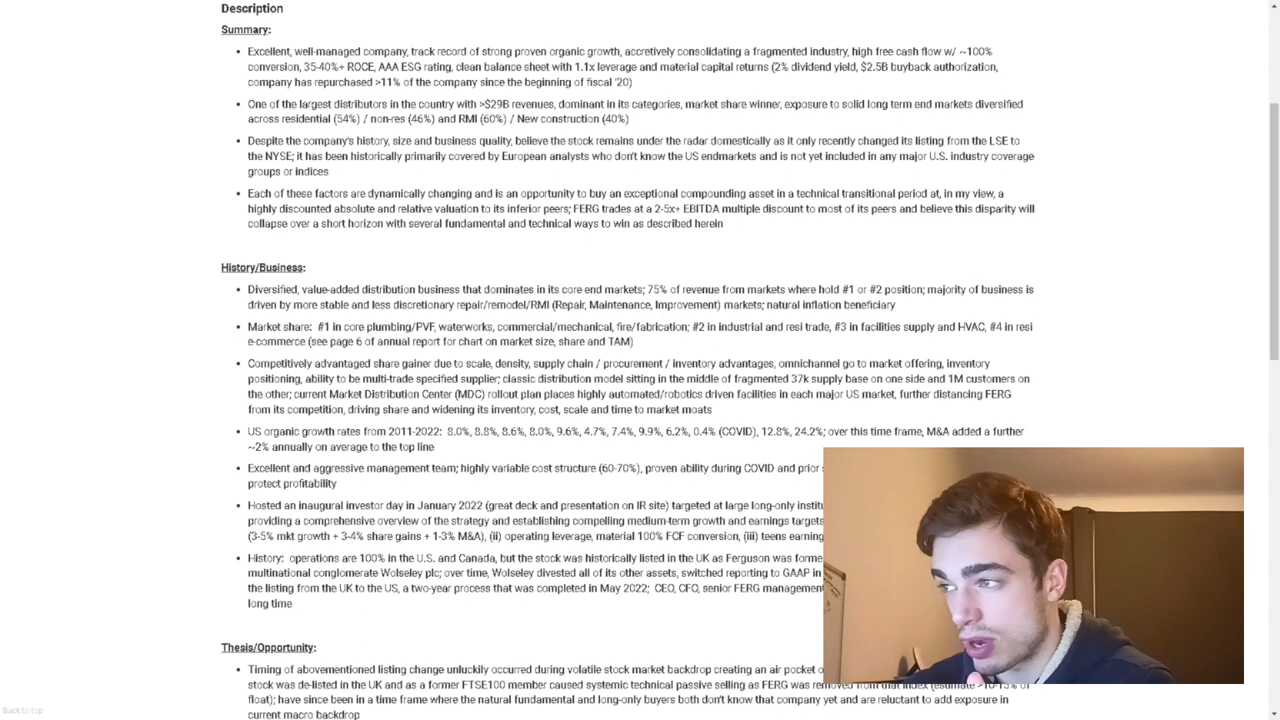 Description
Summary:
• Excellent, well-managed company, track record of strong proven organic growth, accretively consolidating a fragmented industry, high free cash flow w/ ~100%
conversion, 35-40%+ ROCE, AAA ESG rating, clean balance sheet with 1.1x leverage and material capital returns (2% dividend yield, $2.5B buyback authorization,
company has repurchased >11% of the company since the beginning of fiscal '20)
• One of the largest distributors in the country with >$29B revenues, dominant in its categories, market share winner, exposure to solid long term end markets diversified
across residential (54%) / non-res (46%) and RMI (60%) / New construction (40%)
• Despite the company's history, size and business quality, believe the stock remains under the radar domestically as it only recently changed its listing from the LSE to
the NYSE; it has been historically primarily covered by European analysts who don't know the US endmarkets and is not yet included in any major U.S. industry coverage
groups or indices
• Each of these factors are dynamically changing and is an opportunity to buy an exceptional compounding asset in a technical transitional period at, in my view, a
highly discounted absolute and relative valuation to its inferior peers; FERG trades at a 2-5x+ EBITDA multiple discount to most of its peers and believe this disparity will
collapse over a short horizon with several fundamental and technical ways to win as described herein
History/Business:
• Diversified, value-added distribution business that dominates in its core end markets; 75% of revenue from markets where hold #1 or #2 position; majority of business is
driven by more stable and less discretionary repair/remodel/RMI (Repair, Maintenance, Improvement) markets; natural inflation beneficiary
• Market share: #1 in core plumbing/PVF, waterworks, commercial/mechanical, fire/fabrication; #2 in industrial and resi trade, #3 in facilities supply and HVAC, #4 in resi
e-commerce (see page 6 of annual report for chart on market size, share and TAM)
• Competitively advantaged share gainer due to scale, density, supply chain / procurement / inventory advantages, omnichannel go to market offering, inventory
positioning, ability to be multi-trade specified supplier; classic distribution model sitting in the middle of fragmented 37k supply base on one side and 1M customers on
the other; current Market Distribution Center (MDC) rollout plan places highly automated/robotics driven facilities in each major US market, further distancing FERG
from its competition, driving share and widening its inventory, cost, scale and time to market moats
• US organic growth rates from 2011-2022: 8.0%, 8.8%, 8.6%, 8.0%, 9.6%, 4.7%, 7.4%, 9.9%, 6.2%, 0.4% (COVID), 12.8%, 24.2%; over this time frame, M&A added a further
~2% annually on average to the top line
• Excellent and aggressive management team; highly variable cost structure (60-70%), proven ability during COVID and prior
protect profitability
• Hosted an inaugural investor day in January 2022 (great deck and presentation on IR site) targeted at large long-only
providing a comprehensive overview of the strategy and establishing compelling medium-term growth and earnings targets
(3-5% mkt growth + 3-4% share gains + 1-3% M&A), (ii) operating leverage, material 100% FCF conversion, (iii) teens earning
• History: operations are 100% in the U.S. and Canada, but the stock was historically listed in the UK as Ferguson was
multinational conglomerate Wolseley plc; over time, Wolseley divested all of its other assets, switched reporting to GAAP in
the listing from the UK to the US, a two-year process that was completed in May 2022; CEO, CFO, senior FERG management
long time
Thesis/Opportunity:
• Timing of abovementioned listing change unluckily occurred during volatile stock market backdrop creating an air pocket
stock was de-listed in the UK and as a former FTSE100 member caused systemic technical passive selling as FERG was removed from that index (estimate >10-15% of
float); have since been in a time frame where the natural fundamental and long-only buyers both don't know that company yet and are reluctant to add exposure in
current macro backdrop
Back to top